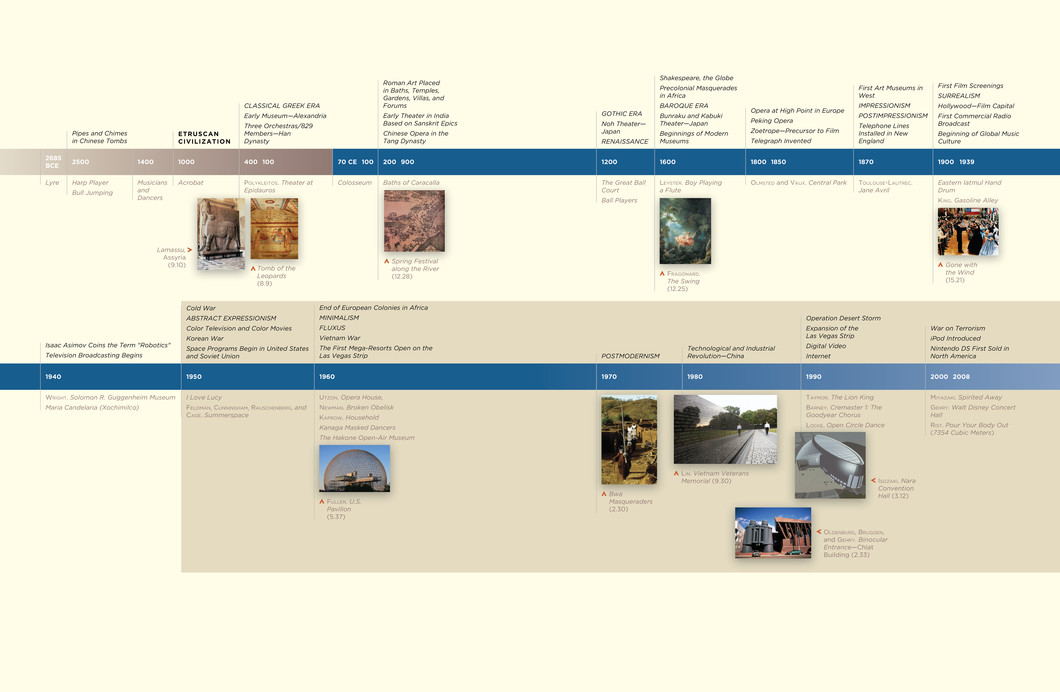 Pipes and Chimes
in Chinese Tombs
ETRUSCAN
CIVILIZATION
CLASSICAL GREEK ERA
Early Museum—Alexandria
Three Orchestras/829
Members—Han
Dynasty
Roman Art Placed
in Baths, Temples,
Gardens, Villas, and
Forums
Early Theater in India
Based on Sanskrit Epics
Chinese Opera in the
Tang Dynasty
GOTHIC ERA
Noh Theater—
Japan
RENAISSANCE
Shakespeare, the Globe
Precolonial Masquerades
in Africa
BAROQUE ERA
Bunraku and Kabuki
Theater—Japan
Beginnings of Modern
Museums
Opera at High Point in Europe
Peking Opera
Zoetrope—Precursor to Film
Telegraph Invented
First Art Museums in
West
IMPRESSIONISM
POSTIMPRESSIONISM
Telephone Lines
Installed in New
England
First Film Screenings
SURREALISM
Hollywood—Film Capital
First Commercial Radio
Broadcast
Beginning of Global Music
Culture
2685
BCE
2500
1400
1000
400 100
70 CE 100
200 900
1200
1600
1800 1850
1870
1900 1939
Lyre
Harp Player
Bull Jumping
Musicians
and
Dancers
Acrobat
Polykleitos, Theater at
Epidauros
Colosseum
Baths of Caracalla
The Great Ball
Court
Ball Players
Leyster, Boy Playing
a Flute
Olmsted and Vaux, Central Park
Toulouse-Lautrec,
Jane Avril
Eastern Iatmul Hand
Drum
King, Gasoline Alley
Lamassu,
Assyria
(9.10)
Tomb of the
Leopards
(8.9)
Spring Festival
along the River
(12.28)
Fragonard,
The Swing
(12.25)
Gone with
the Wind
(15.21)
Isaac Asimov Coins the Term "Robotics"
Television Broadcasting Begins
Cold War
ABSTRACT EXPRESSIONISM
Color Television and Color Movies
Korean War
Space Programs Begin in United States
and Soviet Union
End of European Colonies in Africa
MINIMALISM
FLUXUS
Vietnam War
The First Mega-Resorts Open on the
Las Vegas Strip
POSTMODERNISM
Technological and Industrial
Revolution—China
Operation Desert Storm
Expansion of the
Las Vegas Strip
Digital Video
Internet
War on Terrorism
iPod Introduced
Nintendo DS First Sold in
North America
1940
1950
1960
1970
1980
1990
2000 2008
Wright, Solomon R. Guggenheim Museum
Maria Candelaria (Xochimilco)
I Love Lucy
Feldman, Cunningham, Rauschenberg, and
Cage, Summerspace
Utzon, Opera House,
Newman, Broken Obelisk
Kaprow, Household
Kanaga Masked Dancers
The Hakone Open-Air Museum
Fuller, U.S.
Pavilion
(5.37)
Bwa
Masqueraders
(2.30)
Lin, Vietnam Veterans
Memorial (9.30)
Taymor, The Lion King
Barney, Cremaster 1: The
Goodyear Chorus
Louis, Open Circle Dance
Isozaki, Nara
Convention
Hall (3.12)
Oldenburg, Bruggen,
and Gehry, Binocular
Entrance—Chiat
Building (2.33)
Miyazaki, Spirited Away
Gehry, Walt Disney Concert
Hall
Rist, Pour Your Body Out
(7354 Cubic Meters)